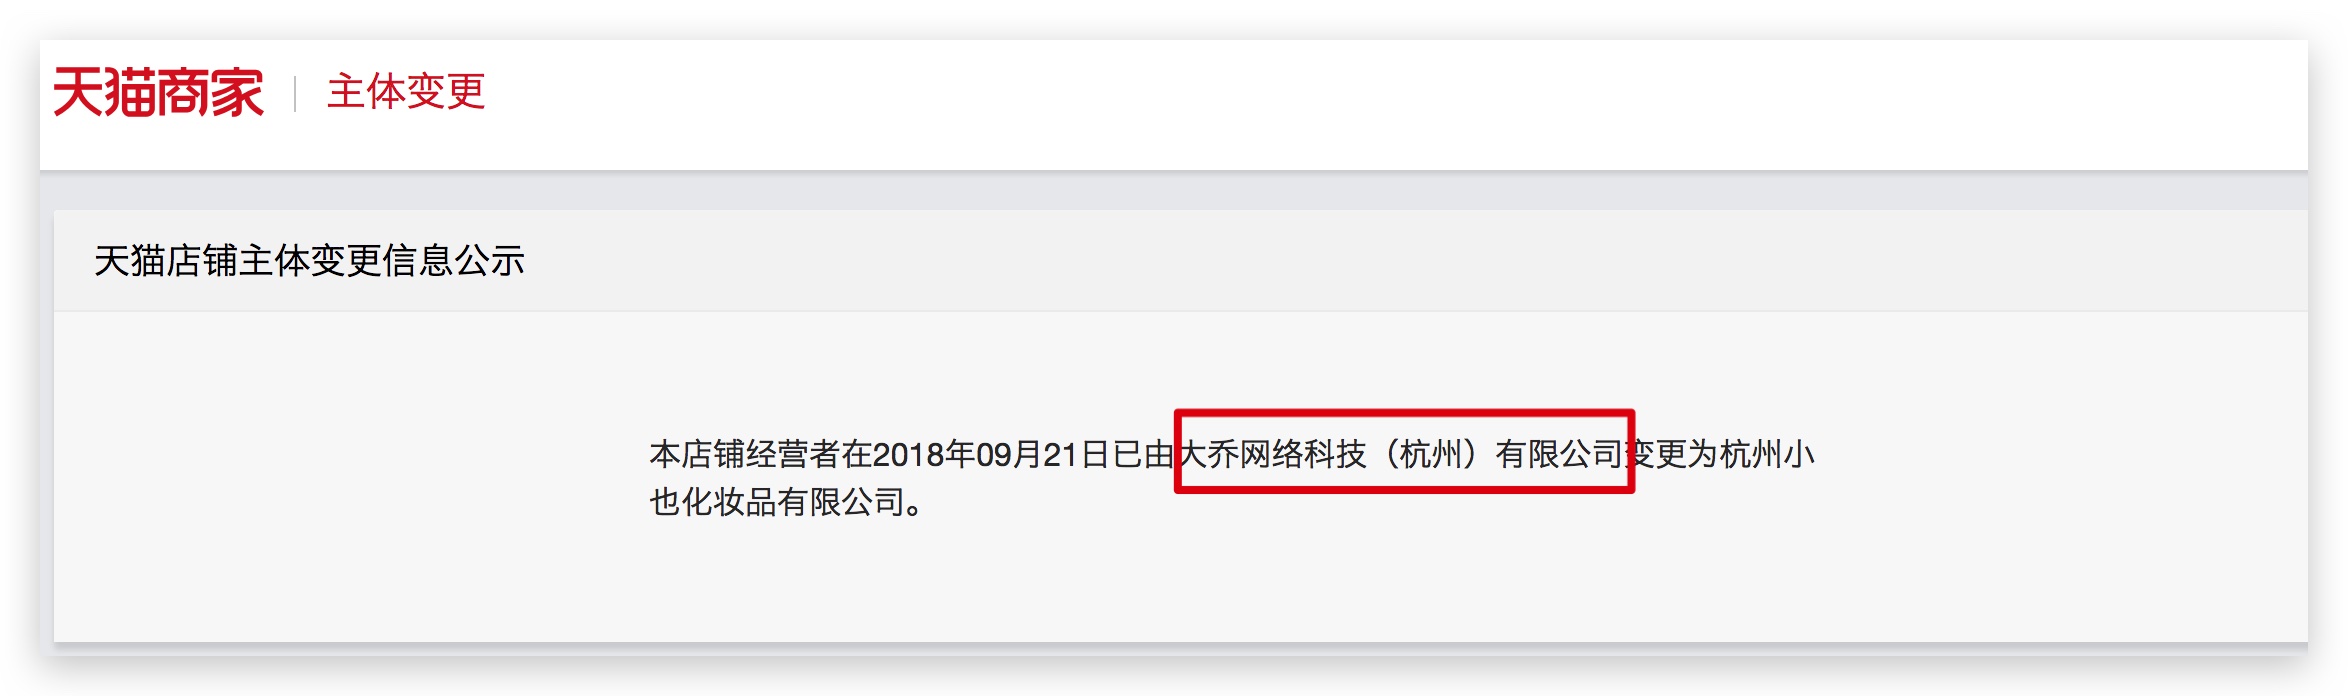 天猫商家 主体变更
天猫店铺主体变更信息公示
本店铺经营者在2018年09月21日已由大乔网络科技（杭州）有限公司变更为杭州小
也化妆品有限公司。